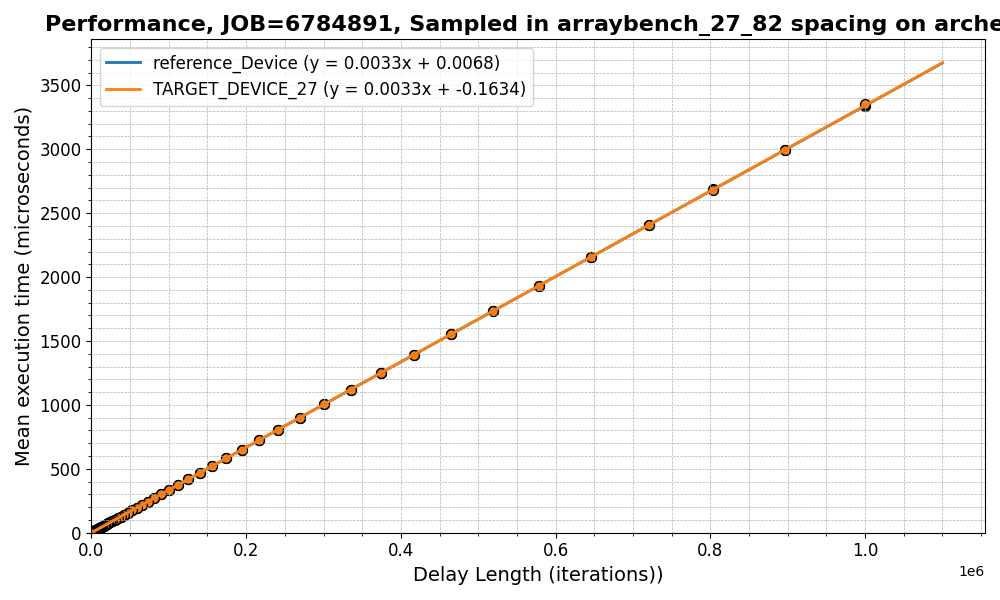 Performance, JOB=6784891, Sampled in arraybench_27_82 spacing on arche
reference_Device (y = 0.0033x + 0.0068)
TARGET_DEVICE_27 (y = 0.0033x + -0.1634)
Mean execution time (microseconds)
3500
3000
2500
2000
1500
1000
500
0
0.0 0.2 0.4 0.6 0.8 1.0
1e6
Delay Length (iterations))